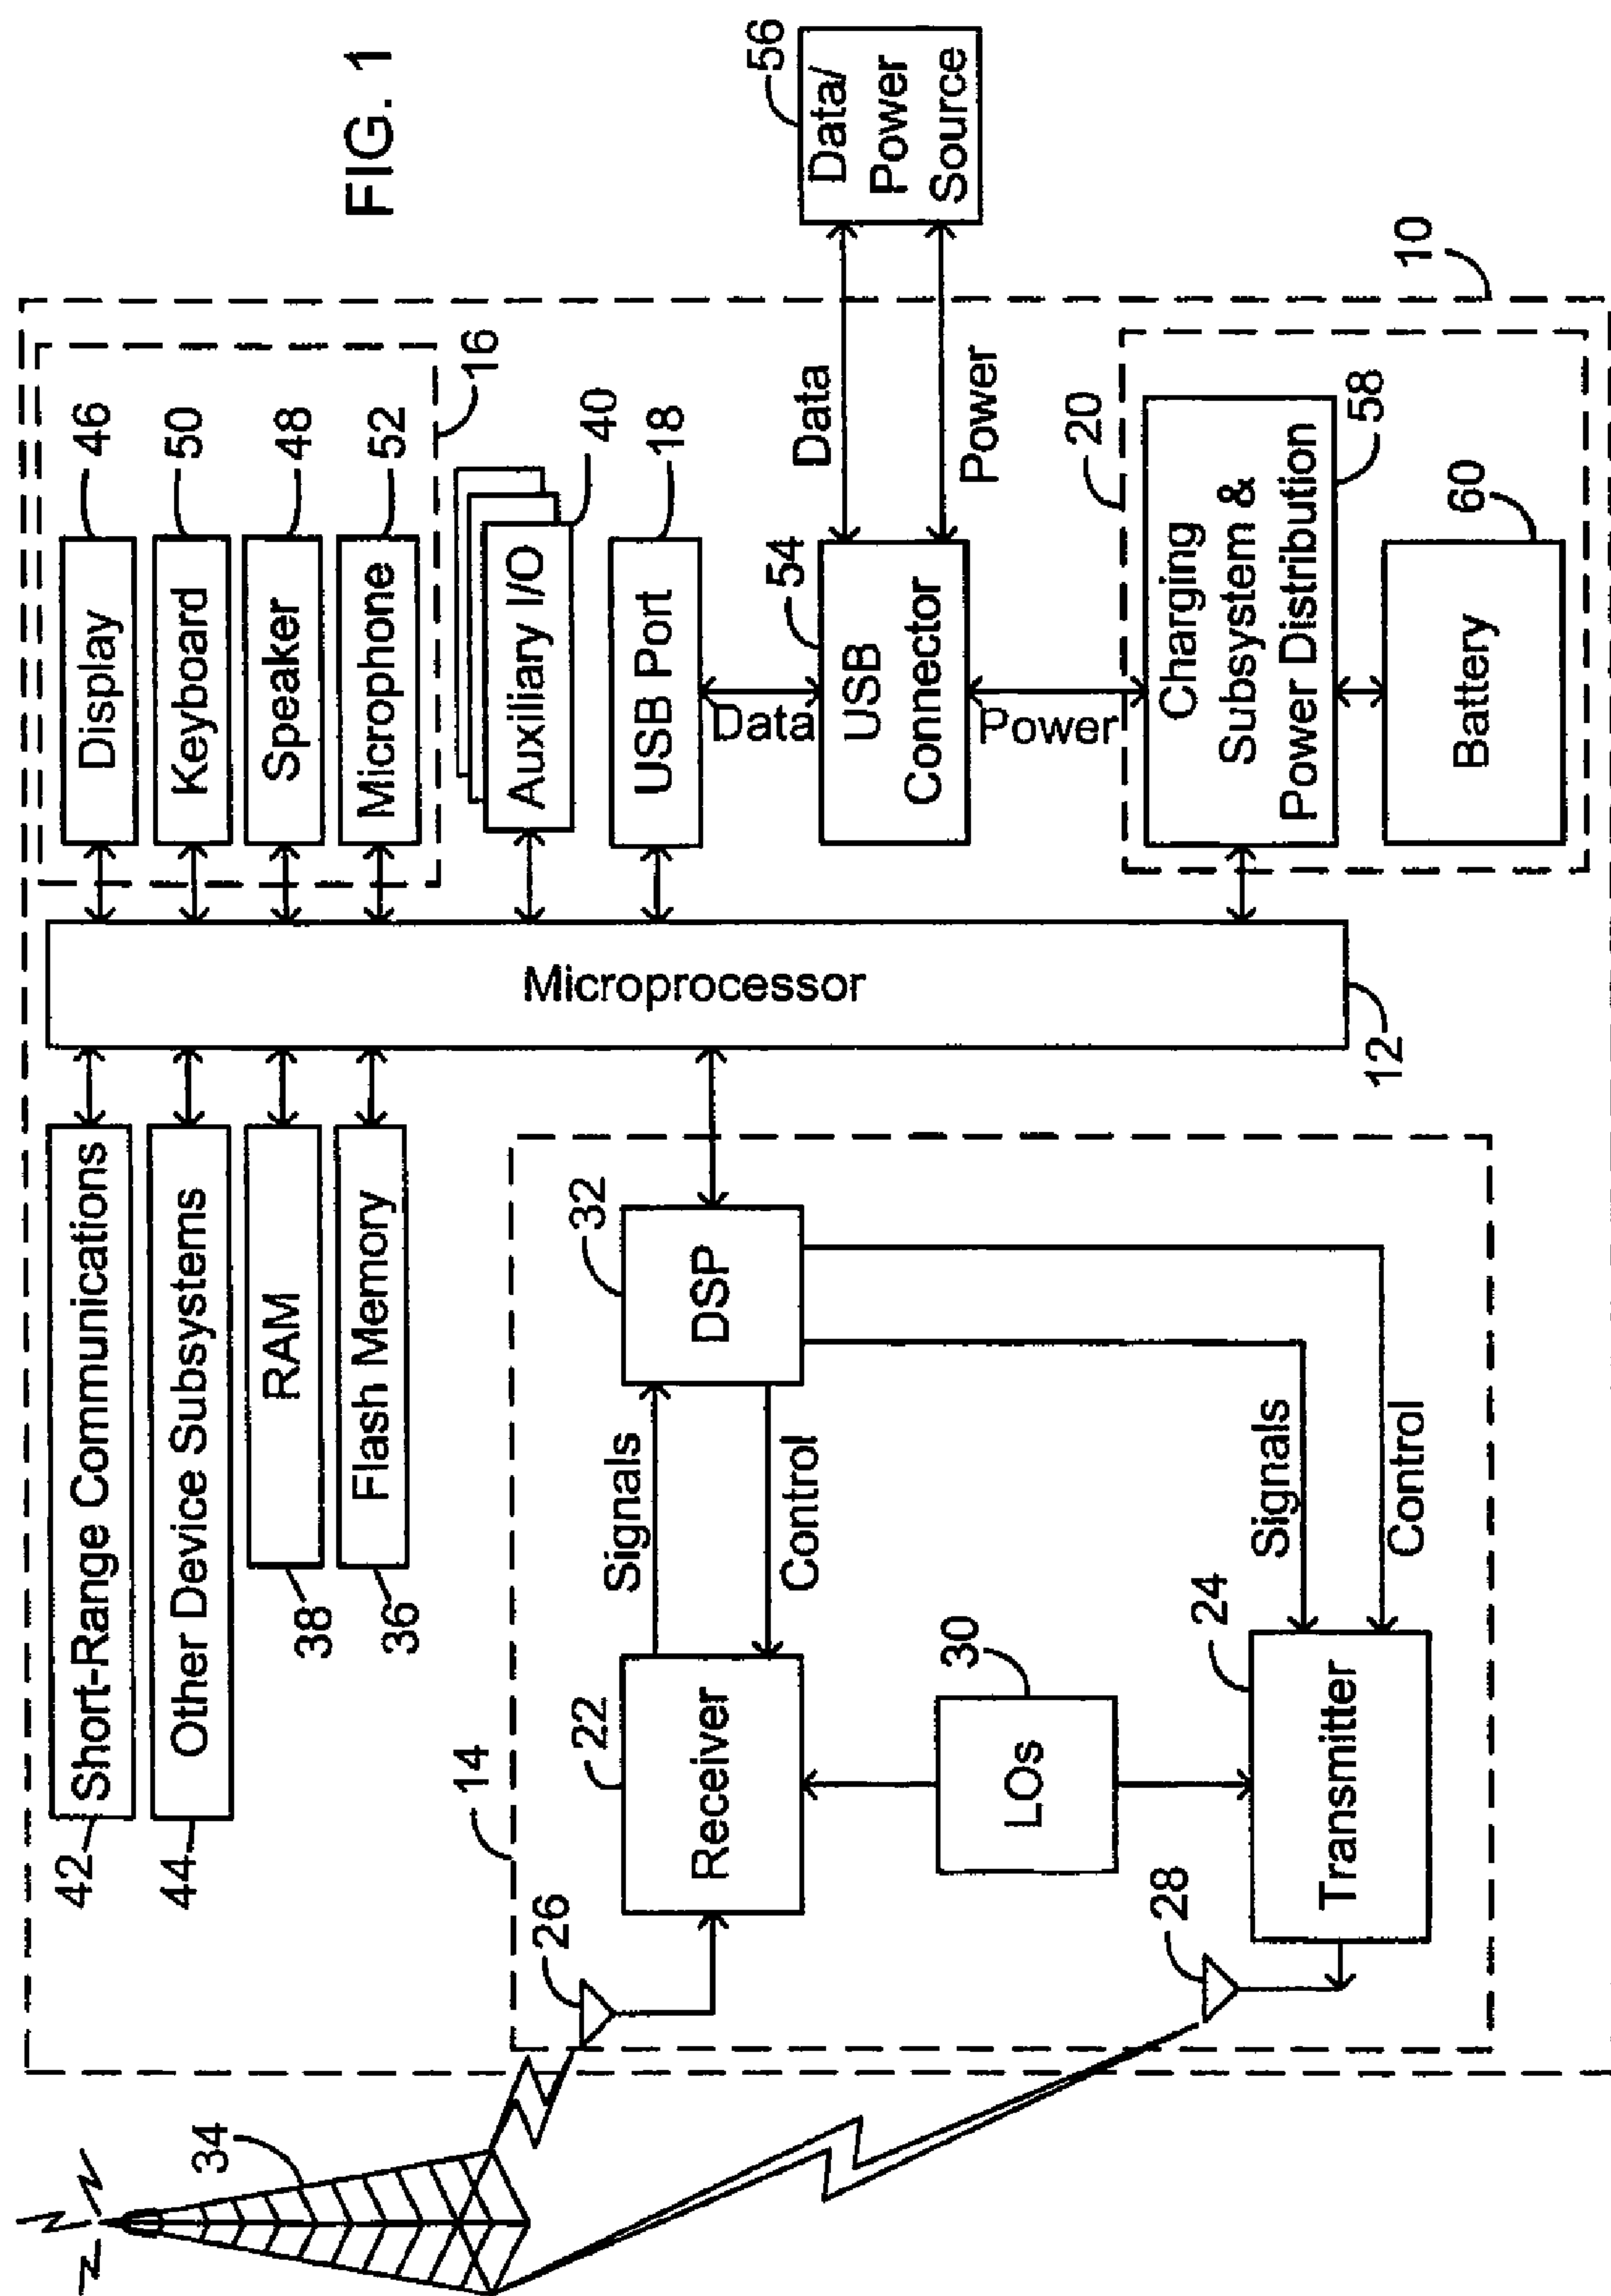 FIG. 1
42
Short-Range Communications
44
Other Device Subsystems
38
RAM
36
Flash Memory
Microprocessor
12
Display
46
Keyboard
50
Speaker
48
Microphone
52
16
Auxiliary I/O
40
USB Port
18
Data
54
USB
Connector
Data
Power
56
Data/
Power
Source
Power
20
Charging
Subsystem &
Power Distribution
58
Battery
60
10
34
14
26
22
Receiver
Signals
Control
32
DSP
30
LOs
28
24
Transmitter
Signals
Control